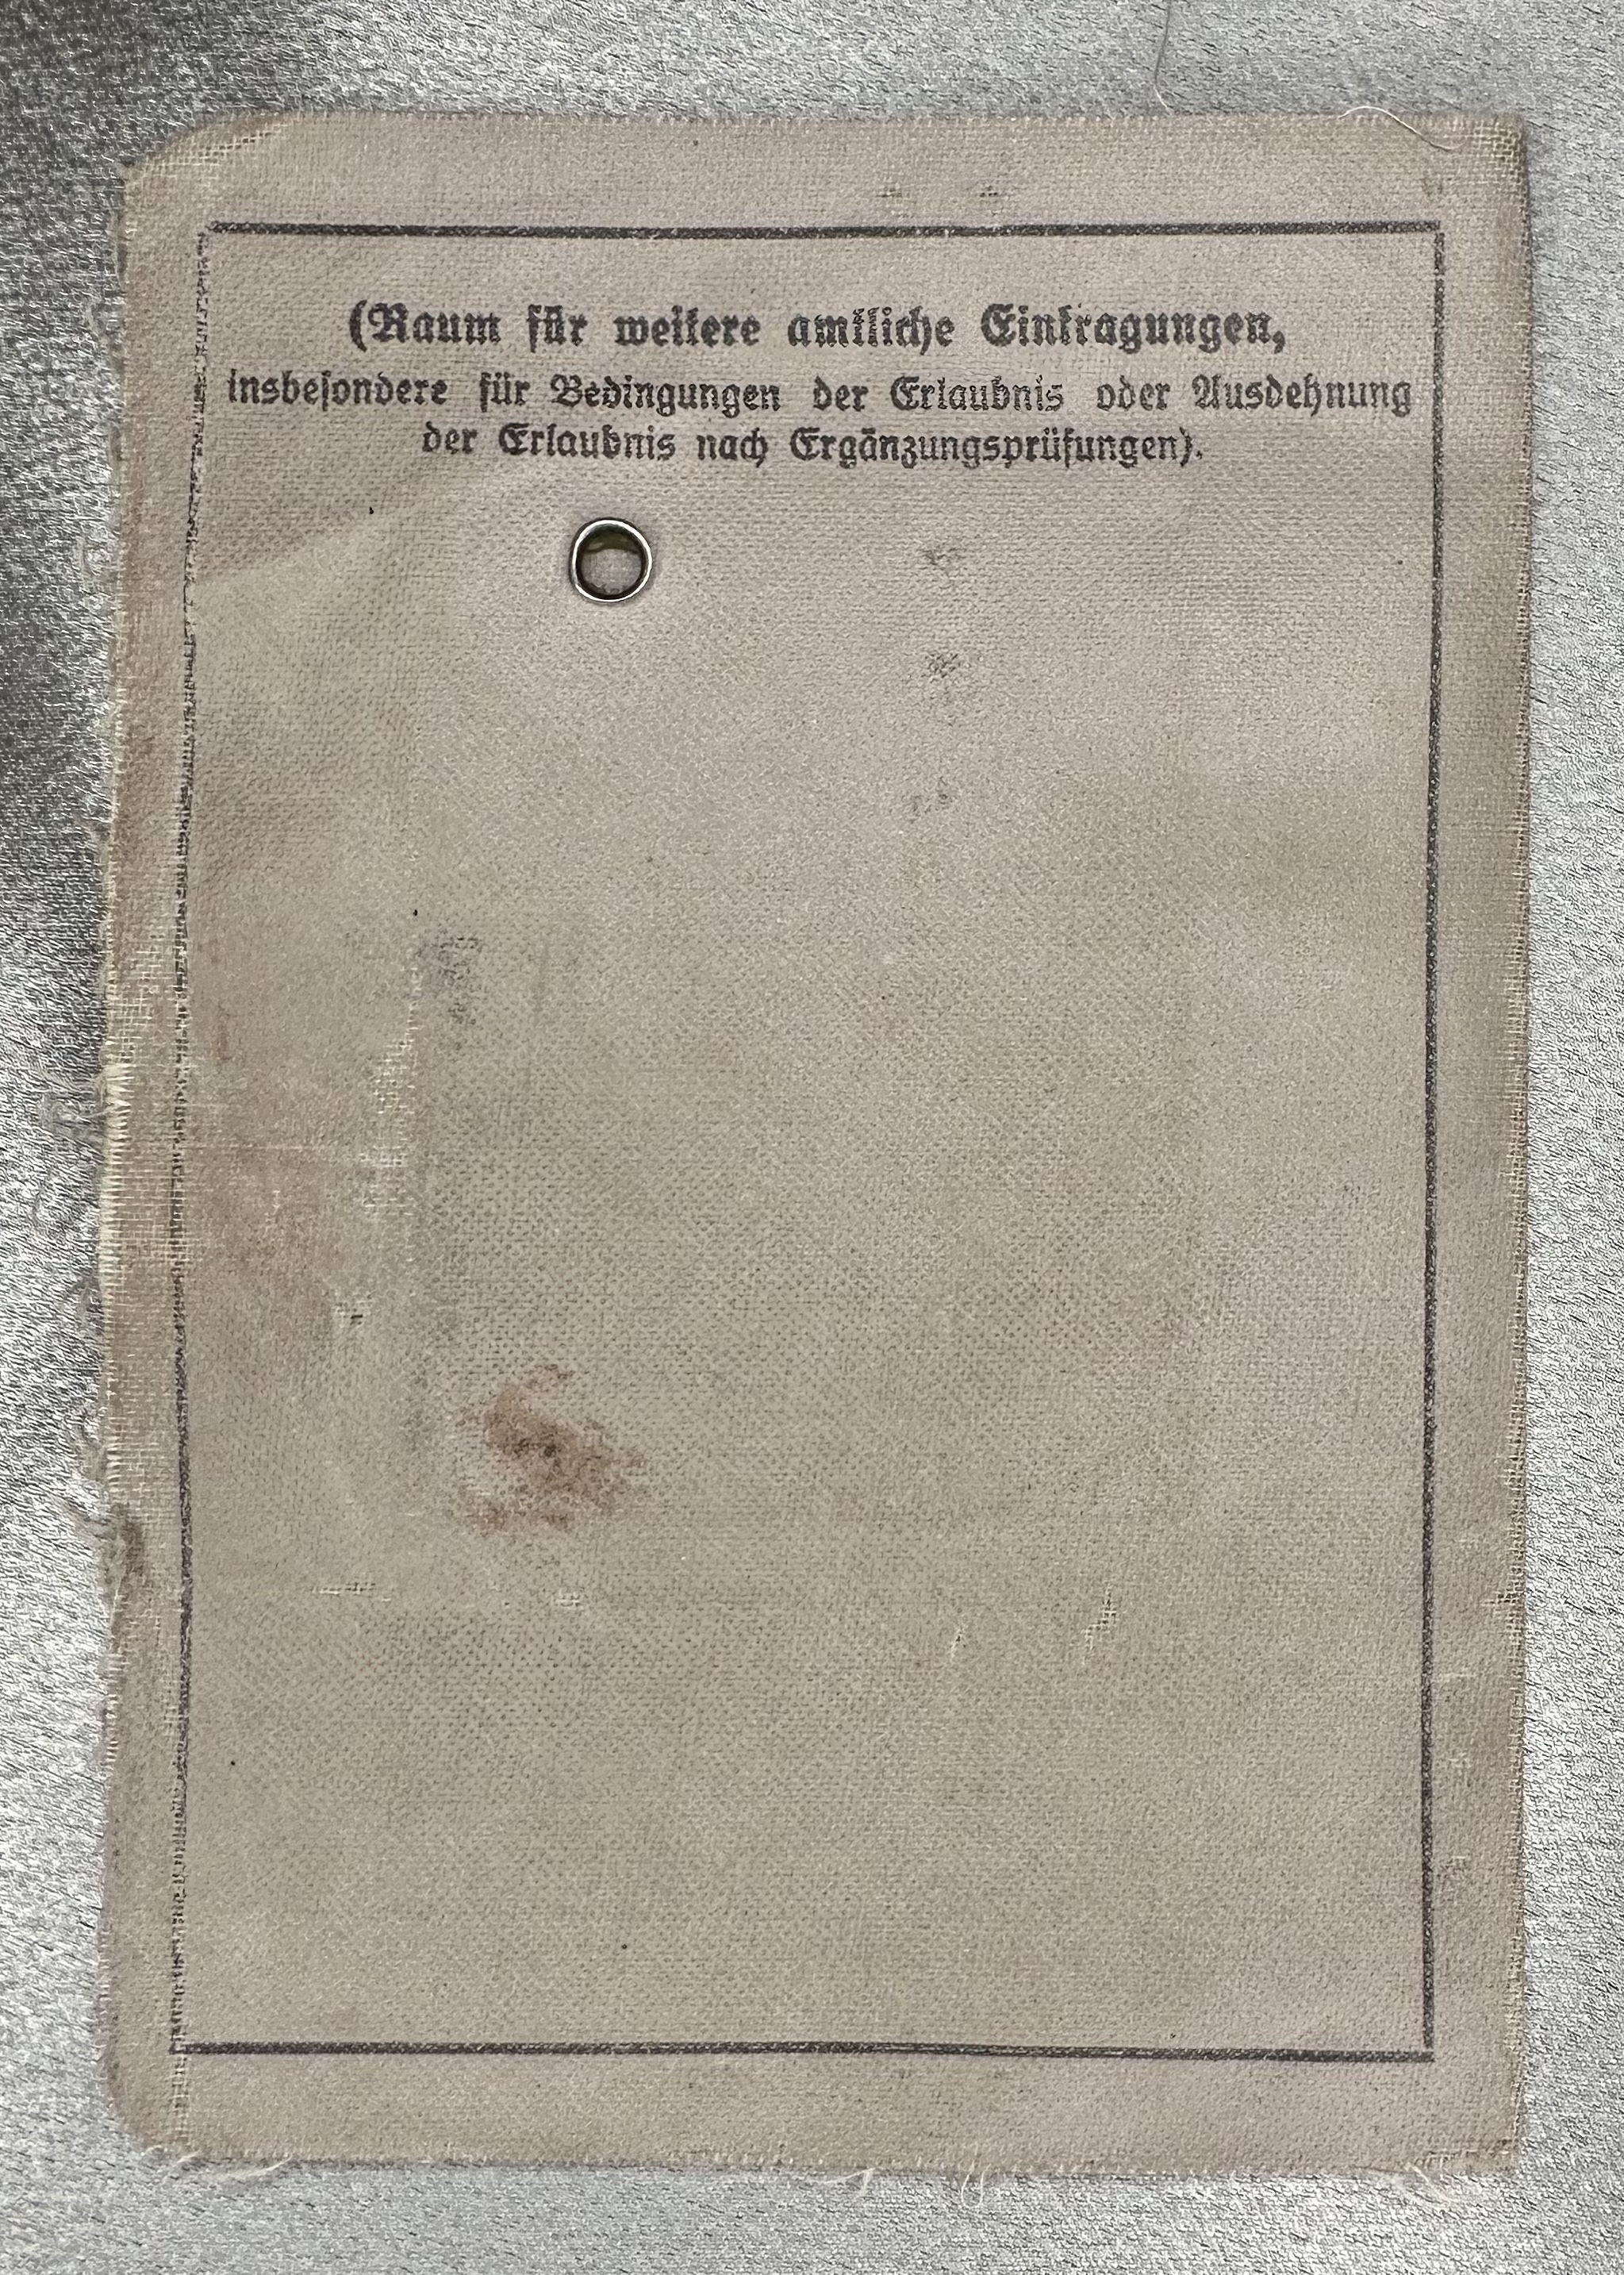 (Raum für weitere amtliche Eintragungen,
insbesondere für Bedingungen der Erlaubnis oder Ausdehnung
der Erlaubnis nach Ergänzungsprüfungen).